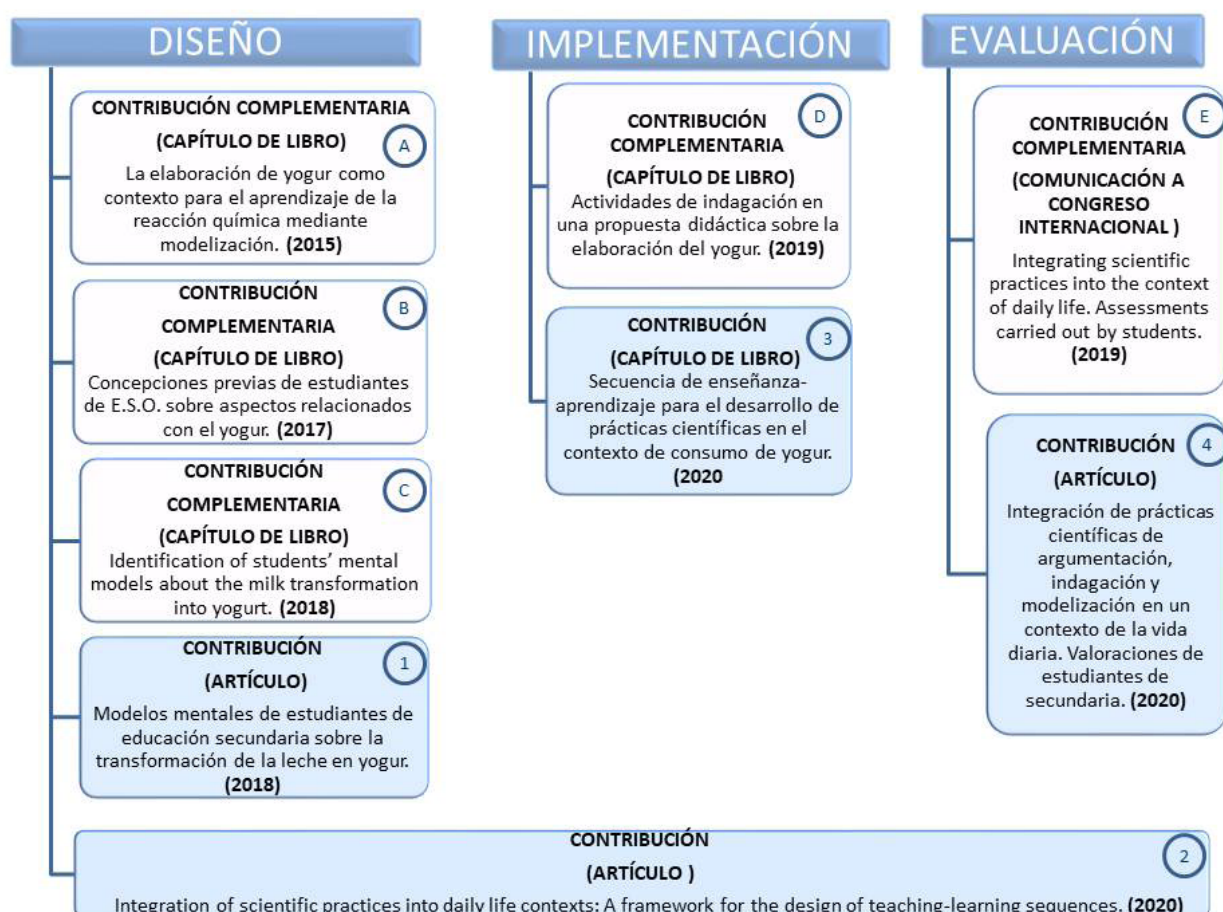 DISEÑO
CONTRIBUCIÓN COMPLEMENTARIA
(CAPÍTULO DE LIBRO)
A
La elaboración de yogur como
contexto para el aprendizaje de la
reacción química mediante
modelización. (2015)
CONTRIBUCIÓN
COMPLEMENTARIA
(CAPÍTULO DE LIBRO)
B
Concepciones previas de estudiantes
de E.S.O. sobre aspectos relacionados
con el yogur. (2017)
CONTRIBUCIÓN
COMPLEMENTARIA
(CAPÍTULO DE LIBRO)
C
Identification of students’ mental
models about the milk transformation
into yogurt. (2018)
CONTRIBUCIÓN
(ARTÍCULO)
1
Modelos mentales de estudiantes de
educación secundaria sobre la
transformación de la leche en yogur.
(2018)
IMPLEMENTACIÓN
CONTRIBUCIÓN
COMPLEMENTARIA
(CAPÍTULO DE LIBRO)
D
Actividades de indagación en
una propuesta didáctica sobre la
elaboración del yogur. (2019)
CONTRIBUCIÓN
(CAPÍTULO DE LIBRO)
3
Secuencia de enseñanza-
aprendizaje para el desarrollo de
prácticas científicas en el
contexto de consumo de yogur.
(2020
EVALUACIÓN
CONTRIBUCIÓN
COMPLEMENTARIA
(COMUNICACIÓN A
CONGRESO
INTERNACIONAL )
E
Integrating scientific
practices into the context
of daily life. Assessments
carried out by students.
(2019)
CONTRIBUCIÓN
(ARTÍCULO)
4
Integración de prácticas
científicas de
argumentación,
indagación y
modelización en un
contexto de la vida
diaria. Valoraciones de
estudiantes de
secundaria. (2020)
CONTRIBUCIÓN
(ARTÍCULO )
2
Integration of scientific practices into daily life contexts: A framework for the design of teaching-learning sequences. (2020)